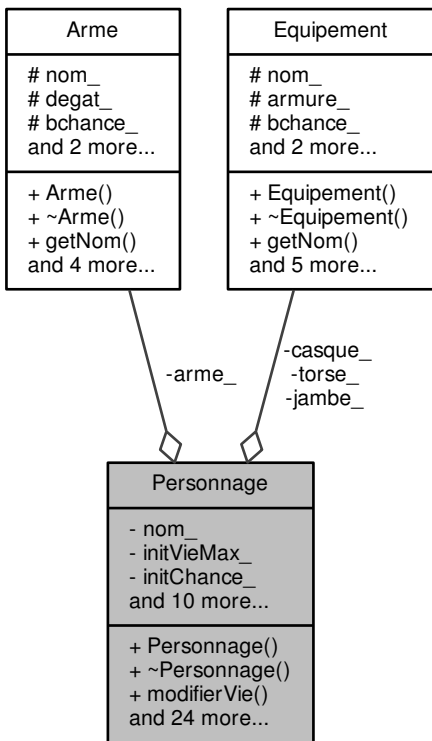 Arme
# nom_
# degat_
# bchance_
and 2 more...
+ Arme()
+ ~Arme()
+ getNom()
and 4 more...
Equipement
# nom_
# armure_
# bchance_
and 2 more...
+ Equipement()
+ ~Equipement()
+ getNom()
and 5 more...
-arme_
-casque_
-torse_
-jambe_
Personnage
- nom_
- initVieMax_
- initChance_
and 10 more...
+ Personnage()
+ ~Personnage()
+ modifierVie()
and 24 more...